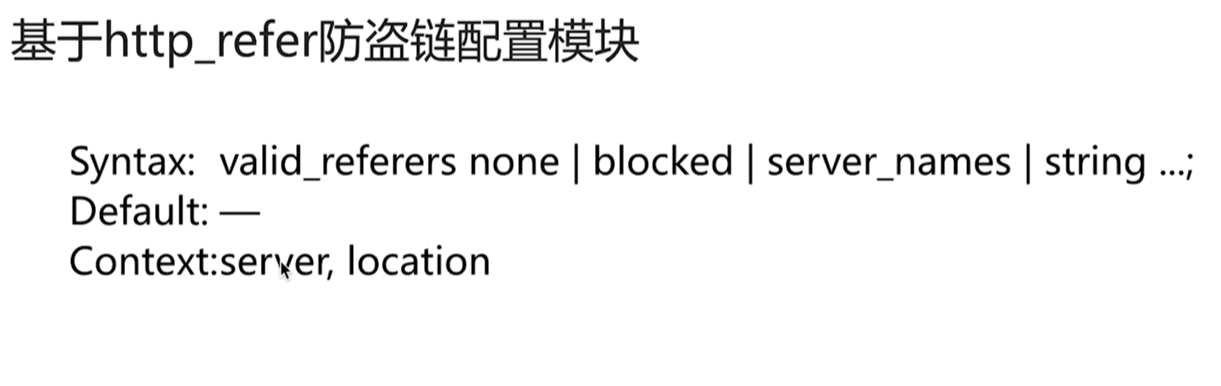 基于http_refer防盗链配置模块
Syntax: valid_referers none | blocked | server_names | string ...;
Default: —
Context:server, location